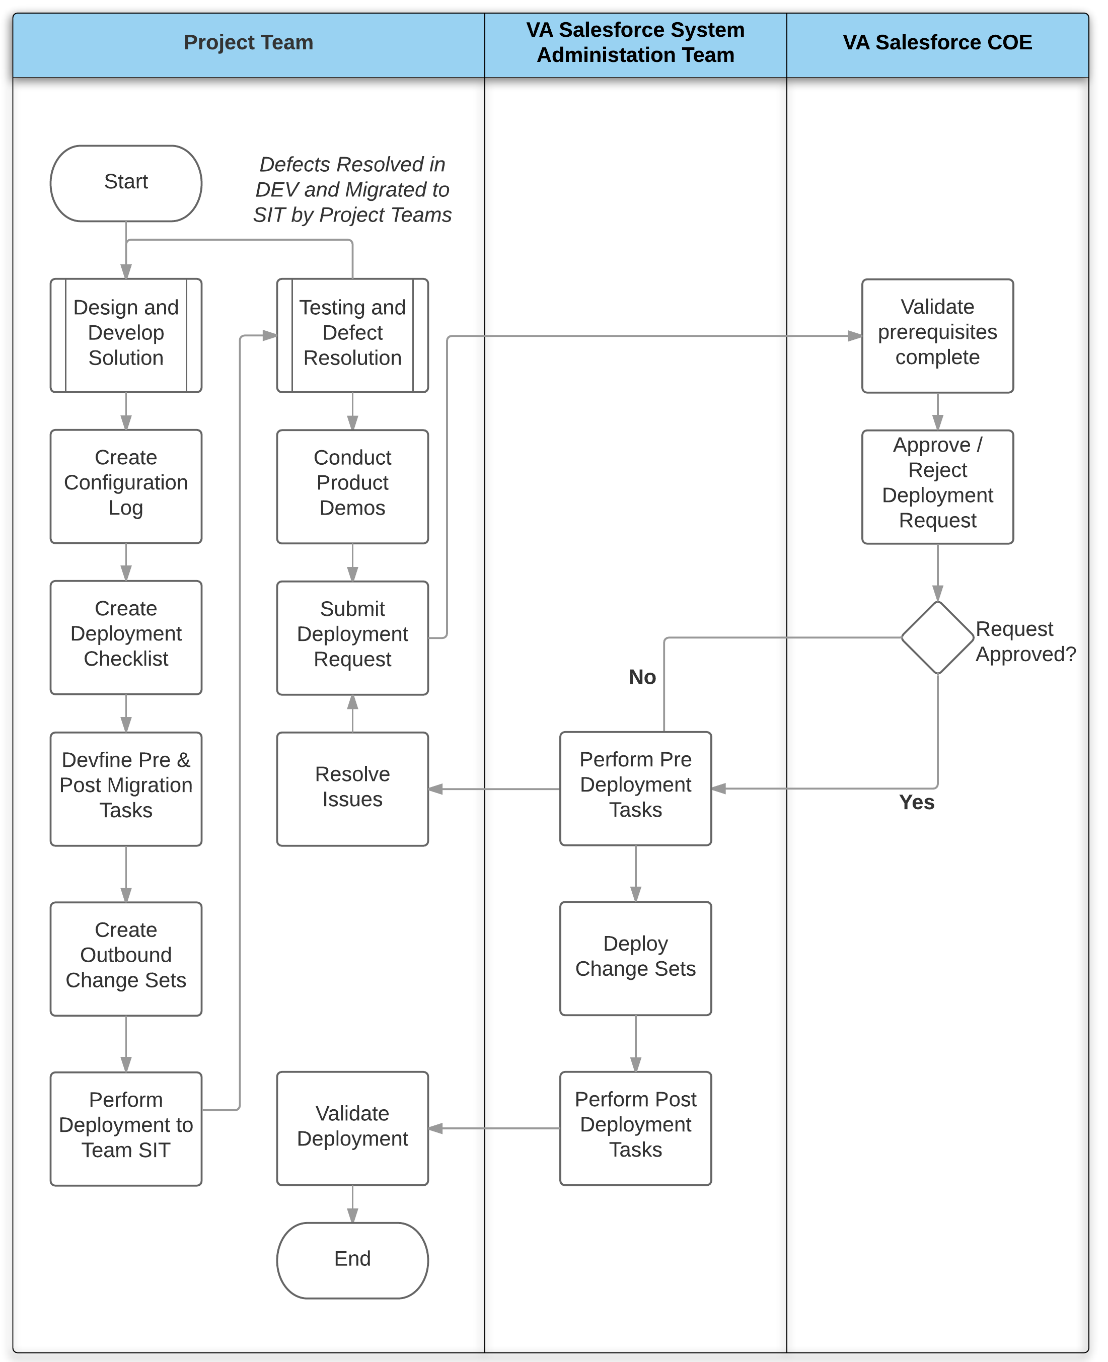 Project Team
VA Salesforce System
Administation Team
VA Salesforce COE
Start
Defects Resolved in
DEV and Migrated to
SIT by Project Teams
Design and
Develop
Solution
Testing and
Defect
Resolution
Validate
prerequisites
complete
Create
Configuration
Log
Conduct
Product
Demos
Approve /
Reject
Deployment
Request
Create
Deployment
Checklist
Submit
Deployment
Request
Request
Approved?
No
Devfine Pre &
Post Migration
Tasks
Resolve
Issues
Perform Pre
Deployment
Tasks
Yes
Create
Outbound
Change Sets
Deploy
Change Sets
Perform
Deployment to
Team SIT
Validate
Deployment
Perform Post
Deployment
Tasks
End